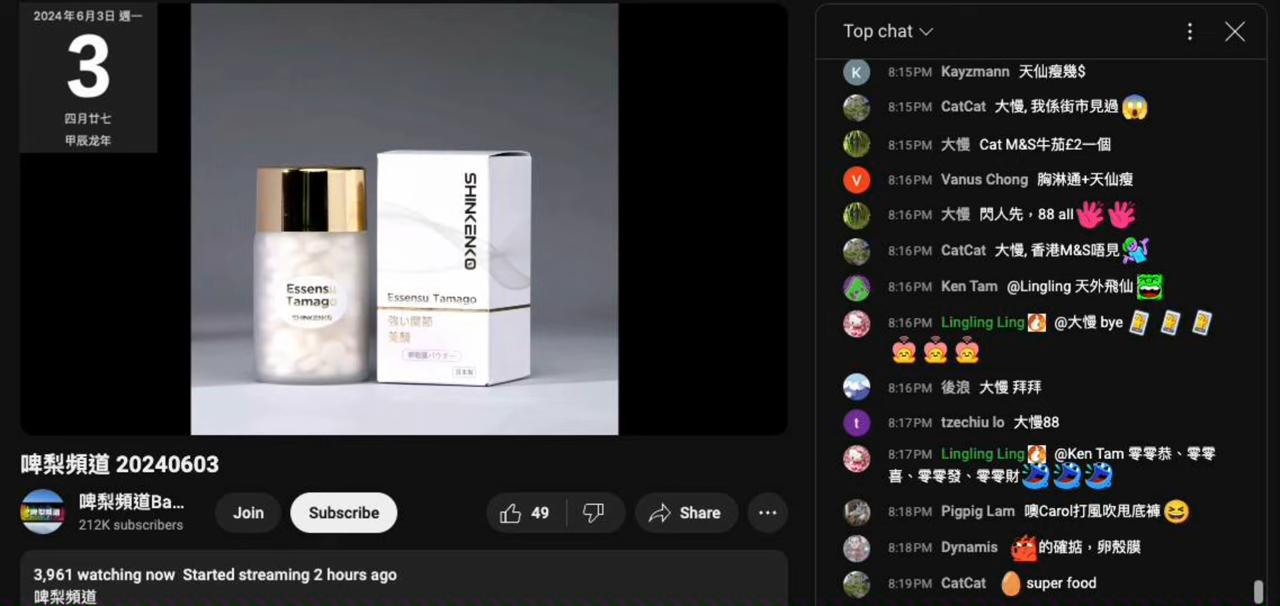 2024年6月3日 週一
3
四月廿七
甲辰龙年
SHINKENKO
Essensu
Tamago
SHINKENKO
Essensu Tamago
強い関節
美顔
卵殻膜パウダー
日本製
啤梨頻道 20240603
啤梨頻道Ba...
212K subscribers
Join
Subscribe
49
Share
3,961 watching now Started streaming 2 hours ago
啤梨頻道
Top chat
K 8:15PM Kayzmann 天仙瘦幾$
8:15PM CatCat 大慢, 我係街市見過
8:15PM 大慢 Cat M&S牛茄£2一個
V 8:16PM Vanus Chong 胸淋通+天仙瘦
8:16PM 大慢 閃人先，88 all
8:16PM CatCat 大慢, 香港M&S唔見
8:16PM Ken Tam @Lingling 天外飛仙
8:16PM Lingling Ling @大慢 bye
8:16PM 後浪 大慢 拜拜
t 8:17PM tzechiu lo 大慢88
8:17PM Lingling Ling @Ken Tam 零零恭、零零
喜、零零發、零零財
8:18PM Pigpig Lam 噢Carol打風吹甩底褲
8:18PM Dynamis 的確掂，卵殼膜
8:19PM CatCat super food